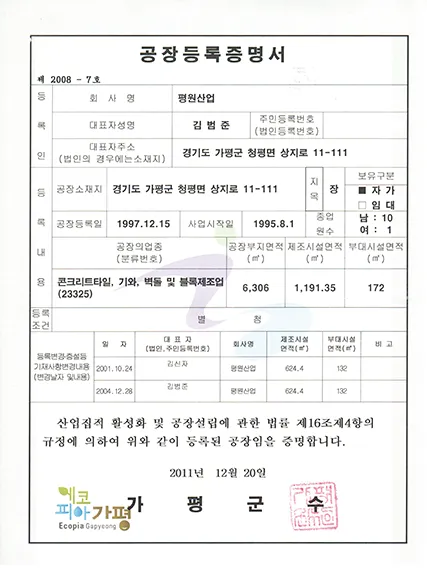 공장등록증명서
제 2008 - 7호
등록인
회 사 명
평원산업
대표자성명
김 범 준
주민등록번호
(법인등록번호)
대표자주소
(법인의 경우에는소재지)
경기도 가평군 청평면 상지로 11-111
등록내용
공장소재지
경기도 가평군 청평면 상지로 11-111
지목
장
보유구분
■ 자 가
□ 임 대
공장등록일
1997.12.15
사업시작일
1995.8.1
종업원수
남 : 10
여 : 1
공장의업종
(분류번호)
공장부지면적
(㎡)
제조시설면적
(㎡)
부대시설면적
(㎡)
콘크리트타일, 기와, 벽돌 및 블록제조업
(23325)
6,306
1,191.35
172
등록
조건
별 첨
등록변경·증설등
기재사항변경내용
(변경날자 및내용)
일 자
대 표 자
(법인,주민등록번호)
회사명
제조시설
면적(㎡)
부대시설
면적(㎡)
비 고
2001.10.24
김신자
평원산업
624.4
132
2004.12.28
김범준
평원산업
624.4
132
산업집적 활성화 및 공장설립에 관한 법률 제16조제4항의
규정에 의하여 위와 같이 등록된 공장임을 증명합니다.
2011년 12월 20일
에코
피아가평
Ecopia Gapyeong
가 평 군 수